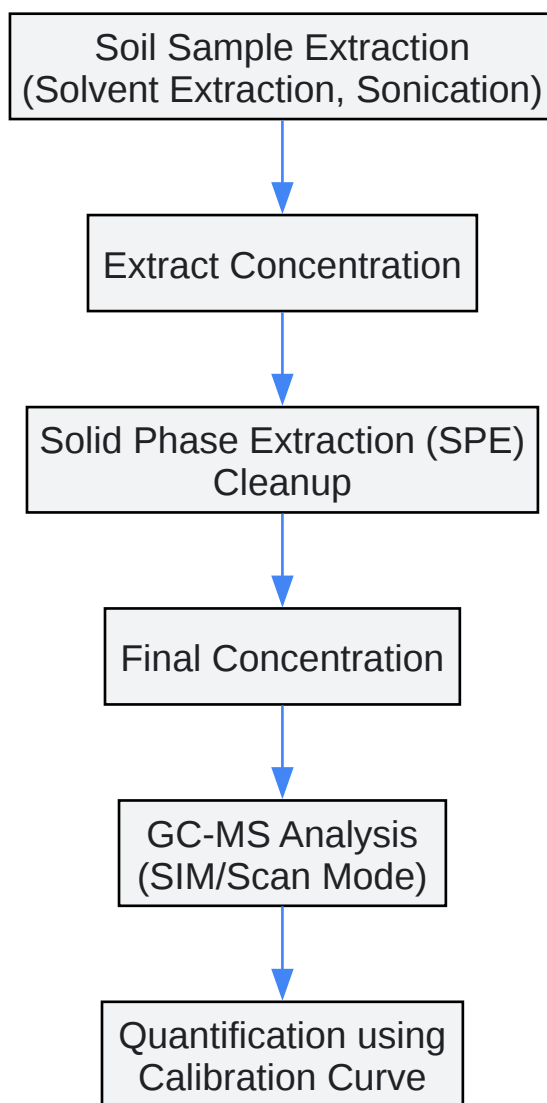 Soil Sample Extraction
(Solvent Extraction, Sonication)
Extract Concentration
Solid Phase Extraction (SPE)
Cleanup
Final Concentration
GC-MS Analysis
(SIM/Scan Mode)
Quantification using
Calibration Curve